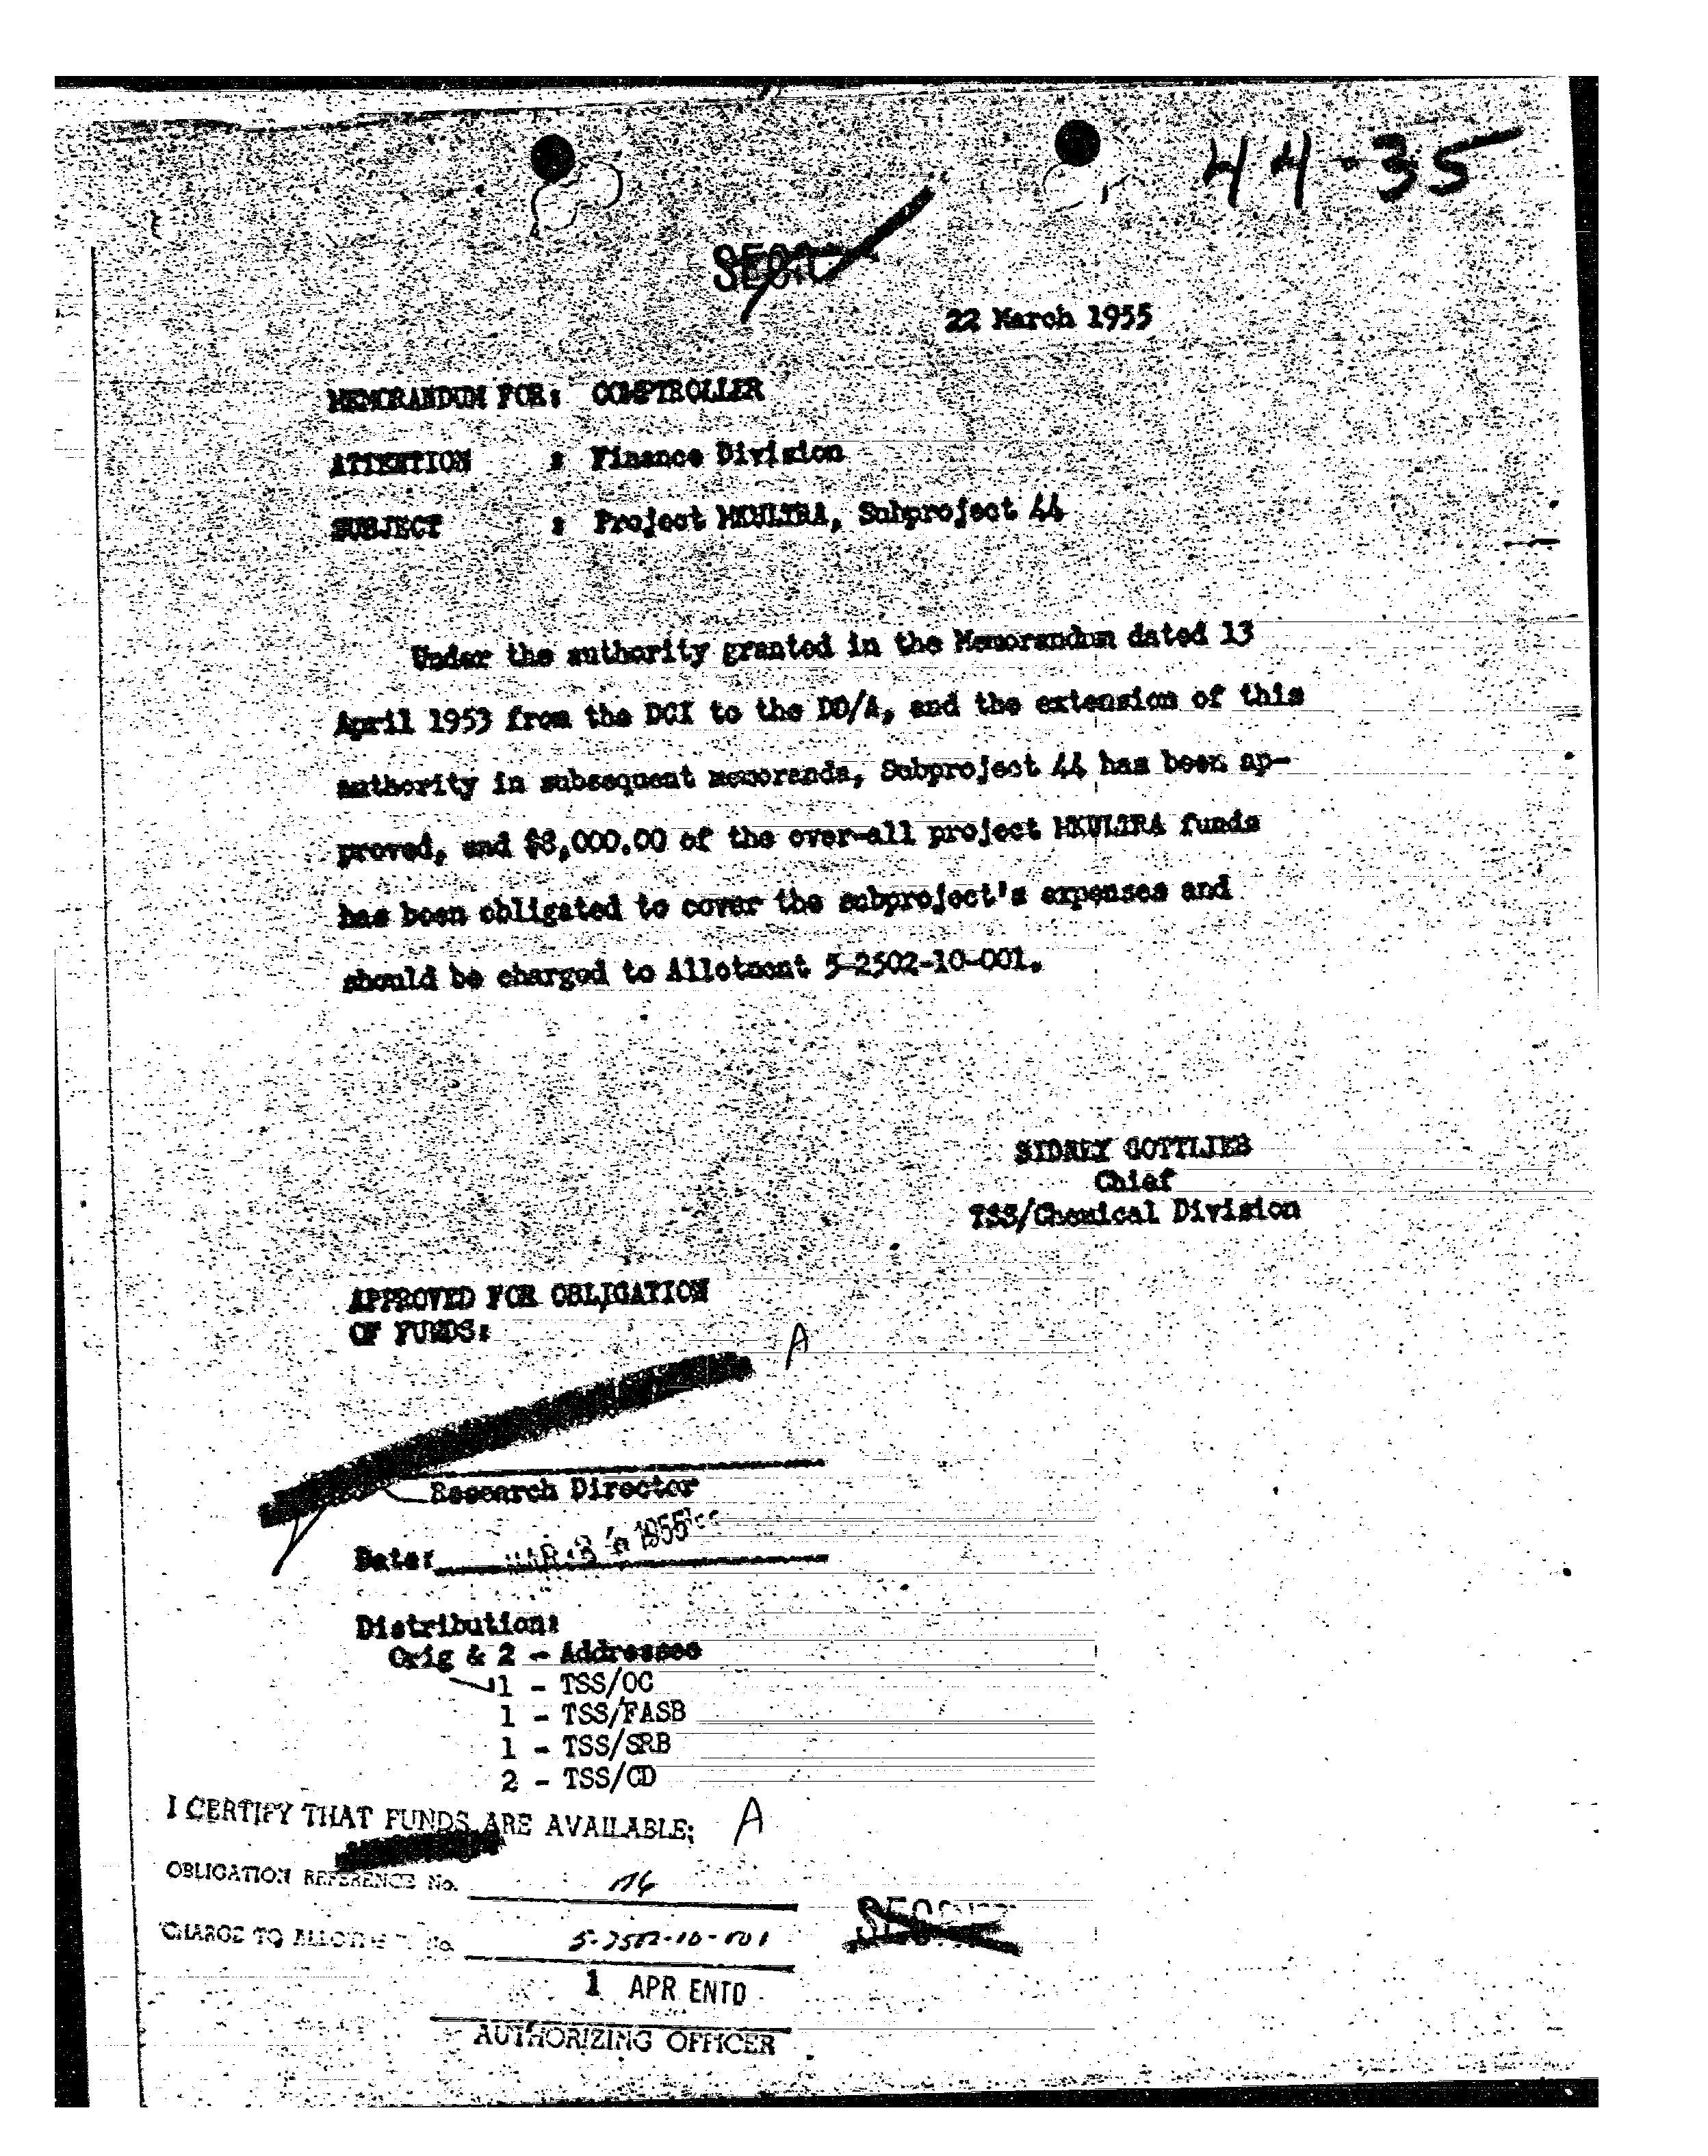 44-35
22 March 1955
MEMORANDUM FOR: COMPTROLLER
ATTENTION : Finance Division
SUBJECT : Project MKULTRA, Subproject 44
Under the authority granted in the Memorandum dated 13
April 1953 from the DCI to the DD/A, and the extension of this
authority in subsequent memoranda, Subproject 44 has been ap-
proved, and $8,000.00 of the over-all project MKULTRA funds
has been obligated to cover the subproject's expenses and
should be charged to Allotment 5-2502-10-001.
SIDNEY GOTTLIEB
Chief
TSS/Chemical Division
APPROVED FOR OBLIGATION
OF FUNDS:
A
Research Director
Date: MAR 1955
Distribution:
Orig & 2 - Addressee
1 - TSS/OC
1 - TSS/FASB
1 - TSS/SRB
2 - TSS/CD
I CERTIFY THAT FUNDS ARE AVAILABLE: A
OBLIGATION REFERENCE No.
CHARGE TO ALLOTMENT No. 5-2502-10-001
1 APR ENTD
AUTHORIZING OFFICER